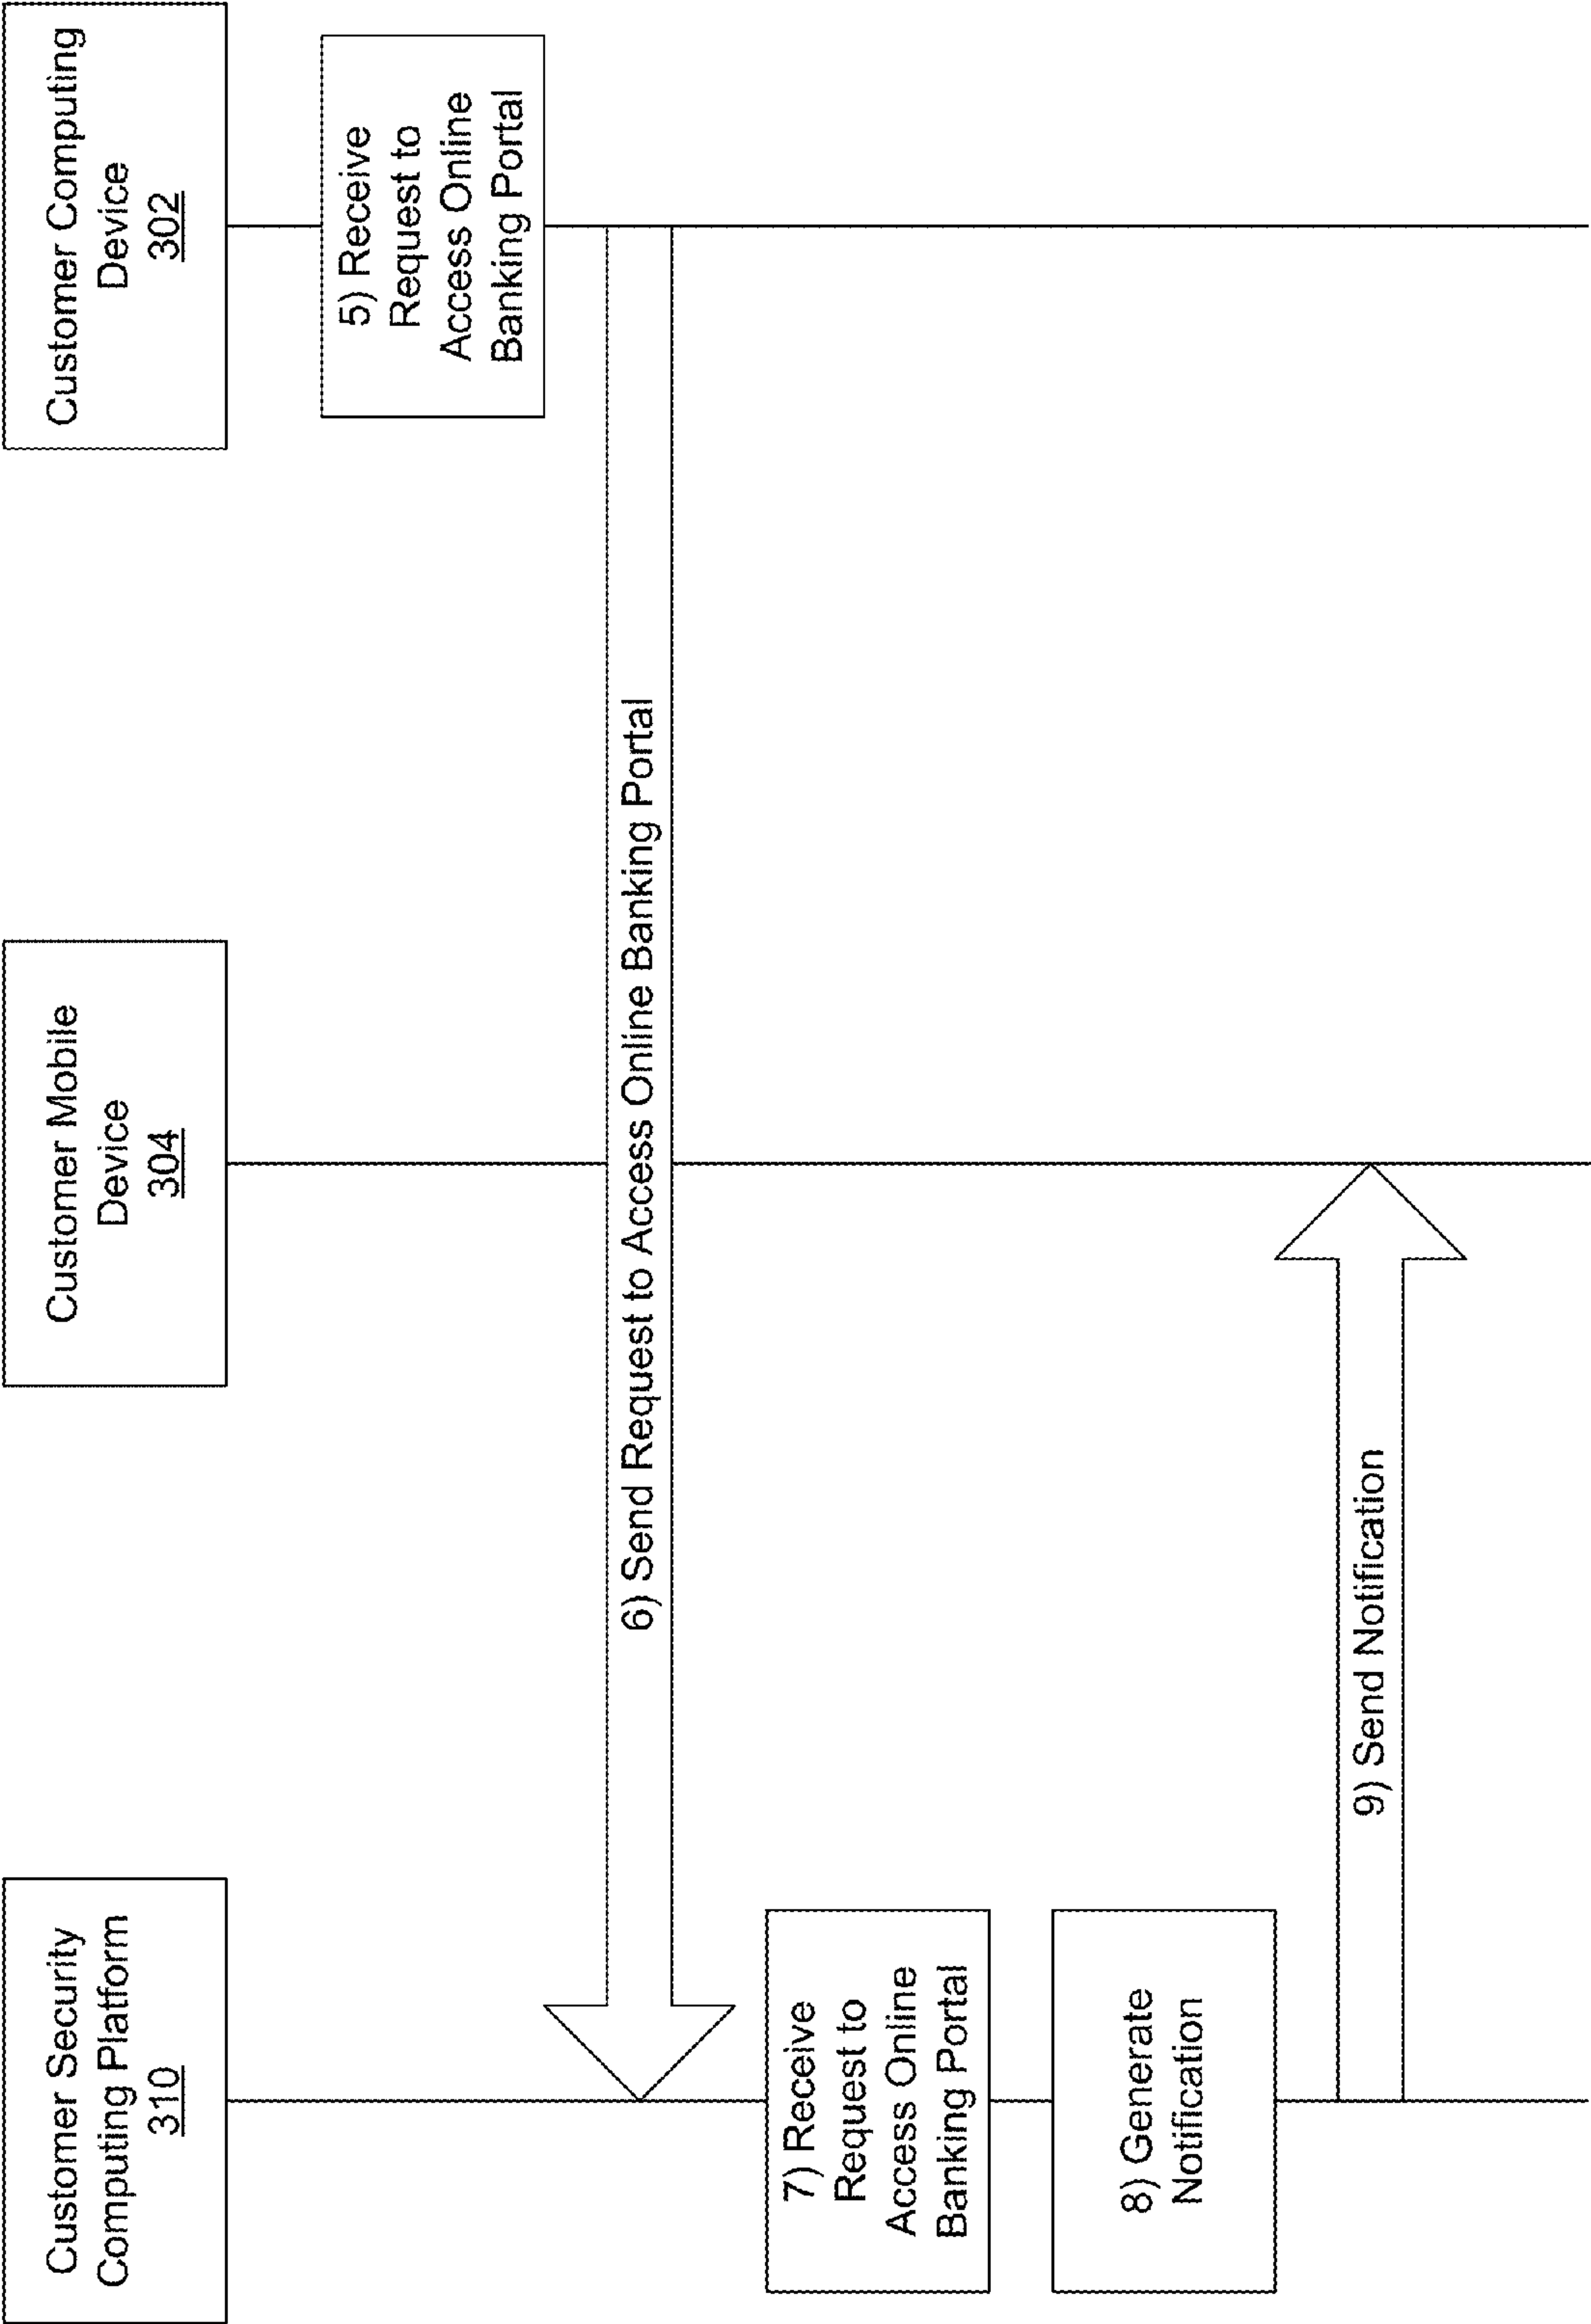 Customer Security
Computing Platform
310
Customer Mobile
Device
304
Customer Computing
Device
302
5) Receive
Request to
Access Online
Banking Portal
6) Send Request to Access Online Banking Portal
7) Receive
Request to
Access Online
Banking Portal
8) Generate
Notification
9) Send Notification